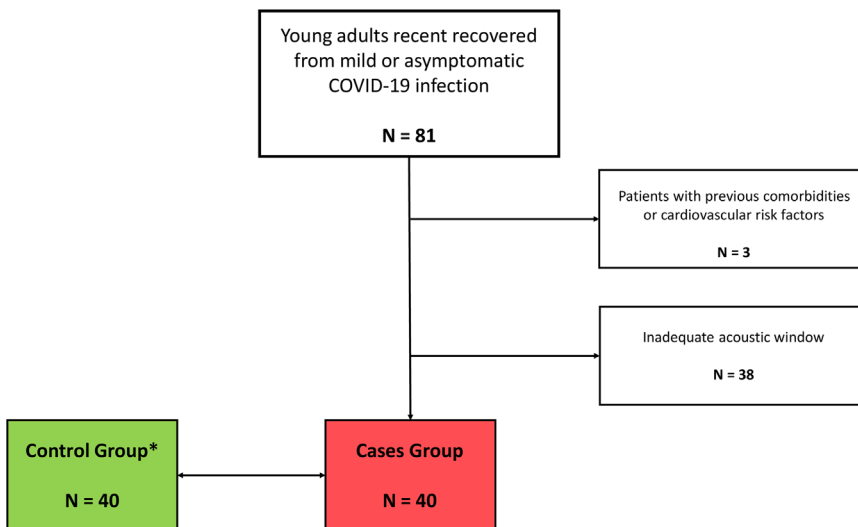 Young adults recent recovered
from mild or asymptomatic
COVID-19 infection
N = 81
Patients with previous comorbidities
or cardiovascular risk factors
N = 3
Inadequate acoustic window
N = 38
Control Group*
N = 40
Cases Group
N = 40